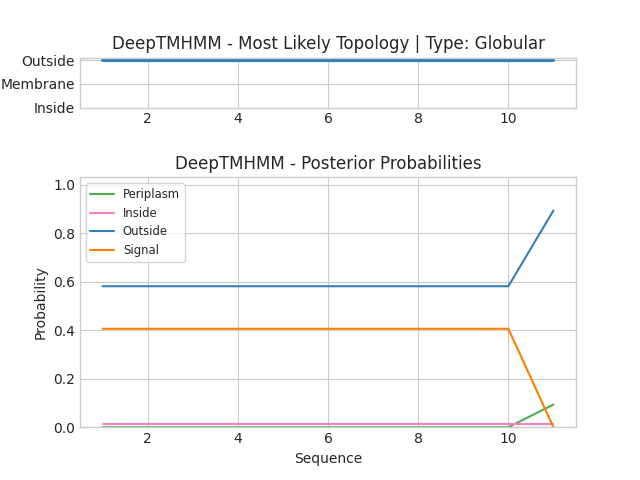 DeepTMHMM - Most Likely Topology | Type: Globular
Outside
Membrane
Inside
2 4 6 8 10
DeepTMHMM - Posterior Probabilities
1.0
0.8
0.6
0.4
0.2
0.0
Probability
Periplasm
Inside
Outside
Signal
2 4 6 8 10
Sequence